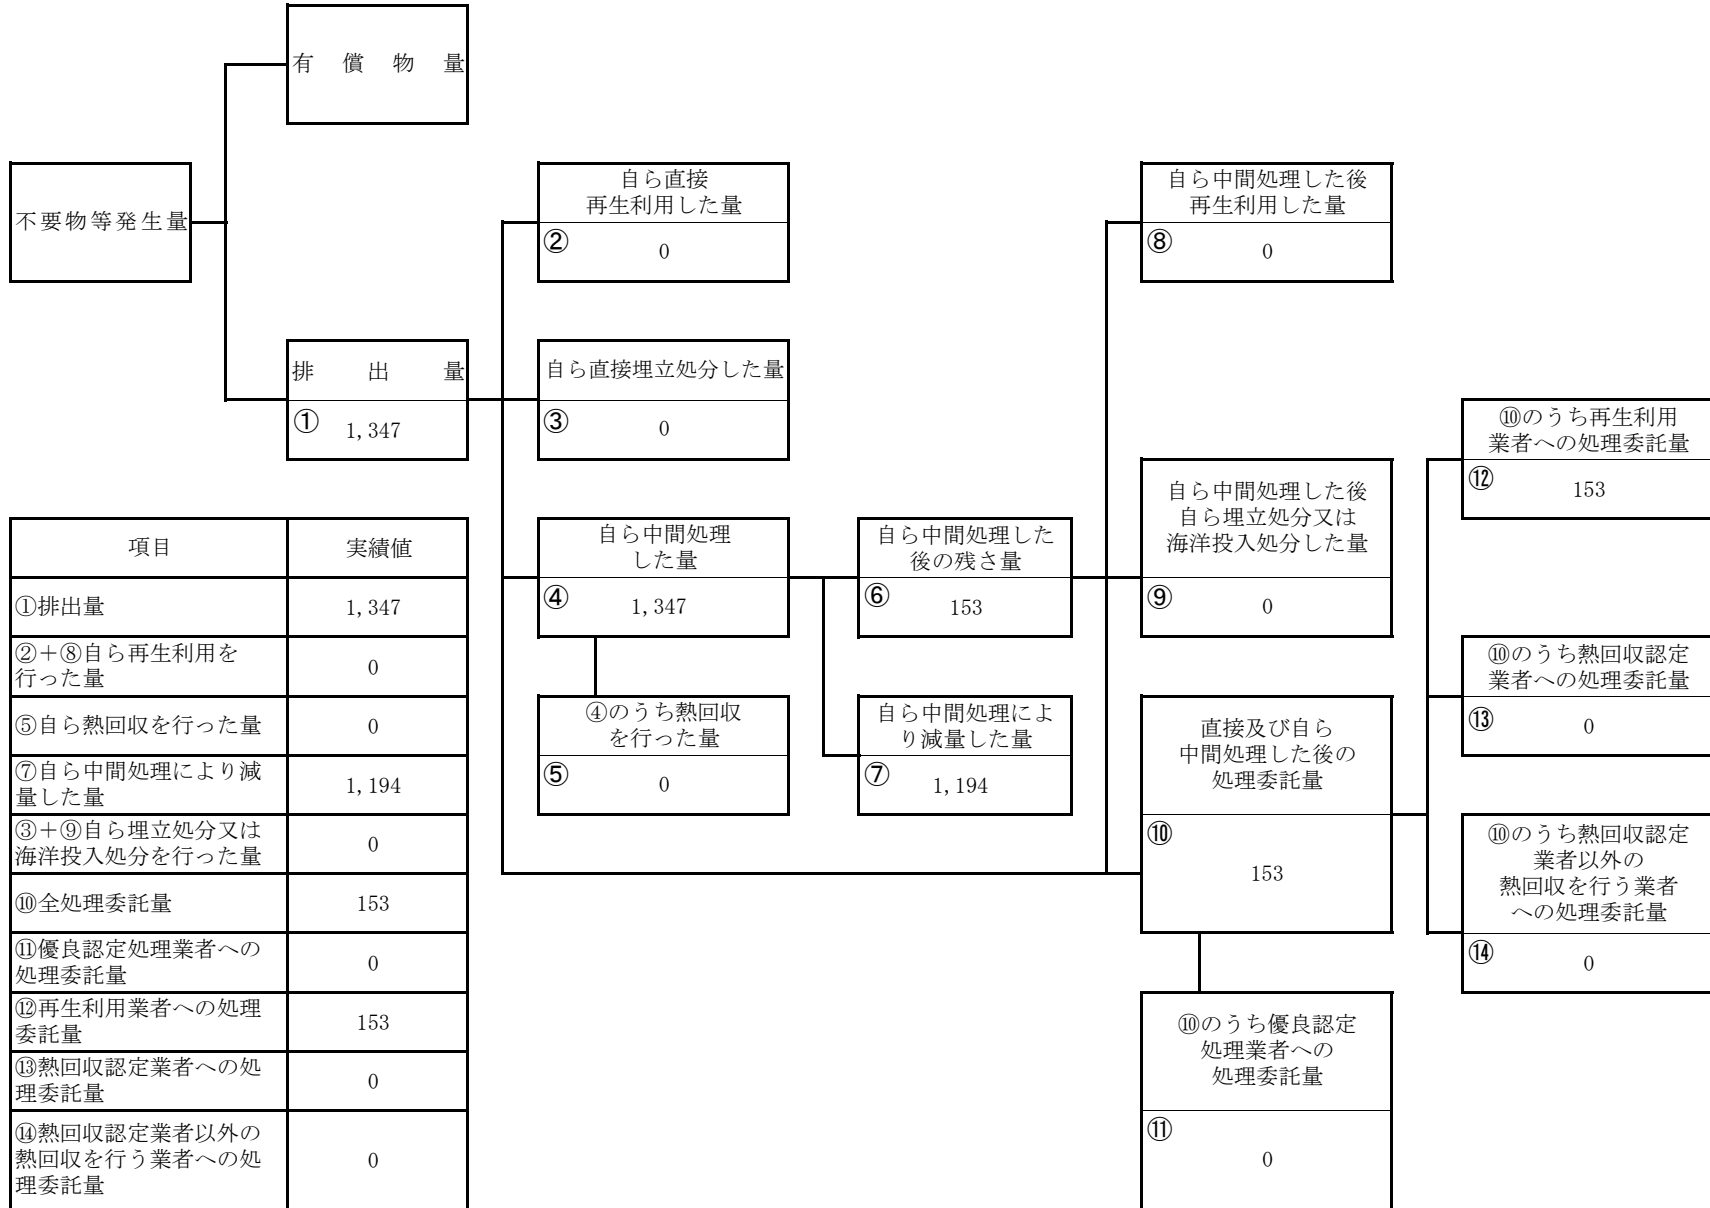 有償物量
不要物等発生量
排出量
① 1,347
自ら直接
再生利用した量
② 0
自ら直接埋立処分した量
③ 0
自ら中間処理
した量
④ 1,347
④のうち熱回収
を行った量
⑤ 0
自ら中間処理した
後の残さ量
⑥ 153
自ら中間処理によ
り減量した量
⑦ 1,194
自ら中間処理した後
再生利用した量
⑧ 0
自ら中間処理した後
自ら埋立処分又は
海洋投入処分した量
⑨ 0
直接及び自ら
中間処理した後の
処理委託量
⑩
153
⑩のうち優良認定
処理業者への
処理委託量
⑪
0
⑩のうち再生利用
業者への処理委託量
⑫ 153
⑩のうち熱回収認定
業者への処理委託量
⑬ 0
⑩のうち熱回収認定
業者以外の
熱回収を行う業者
への処理委託量
⑭ 0
項目 実績値
①排出量 1,347
②+⑧自ら再生利用を
行った量 0
⑤自ら熱回収を行った量 0
⑦自ら中間処理により減
量した量 1,194
③+⑨自ら埋立処分又は
海洋投入処分を行った量 0
⑩全処理委託量 153
⑪優良認定処理業者への
処理委託量 0
⑫再生利用業者への処理
委託量 153
⑬熱回収認定業者への処
理委託量 0
⑭熱回収認定業者以外の
熱回収を行う業者への処
理委託量 0